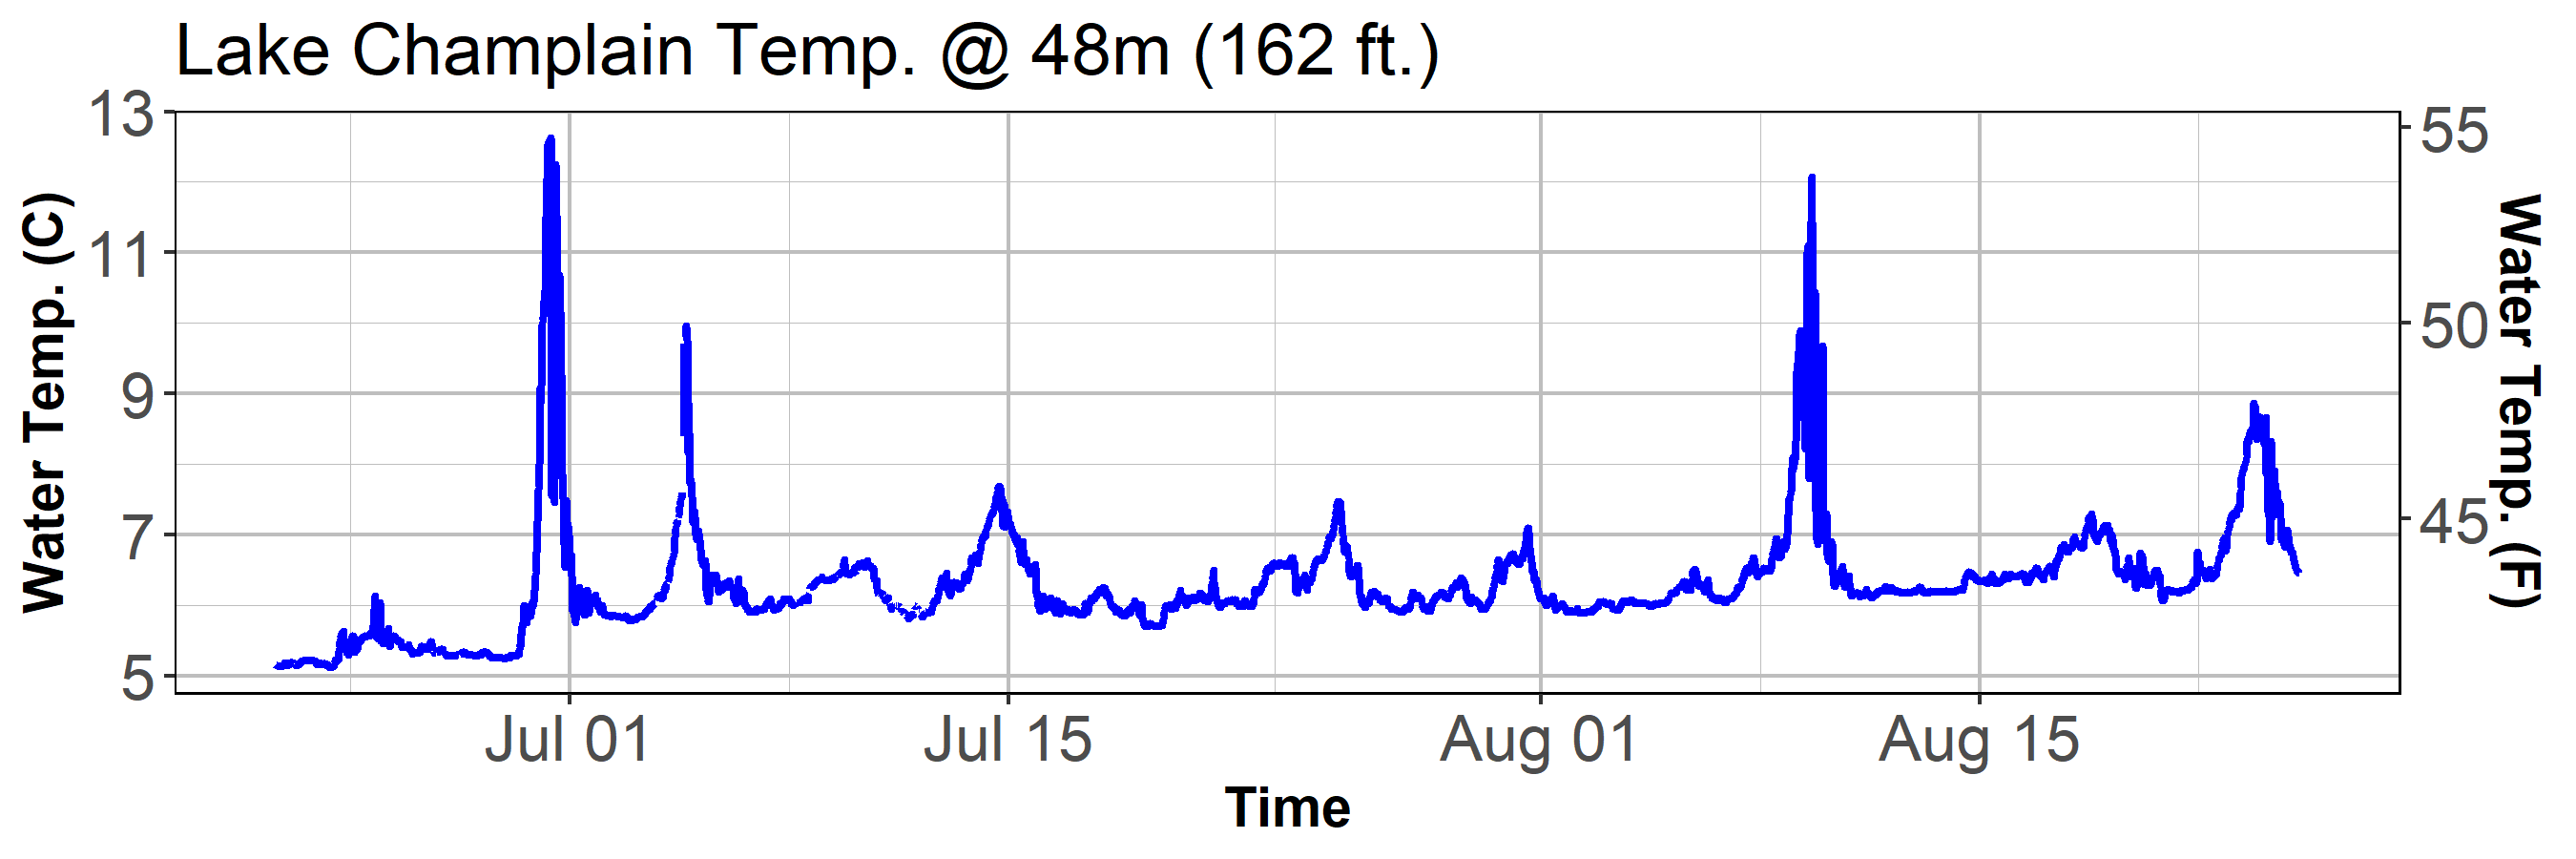 Lake Champlain Temp. @ 48m (162 ft.)
Water Temp. (C)
13
11
9
7
5
55
50
45
Water Temp. (F)
Jul 01
Jul 15
Aug 01
Aug 15
Time